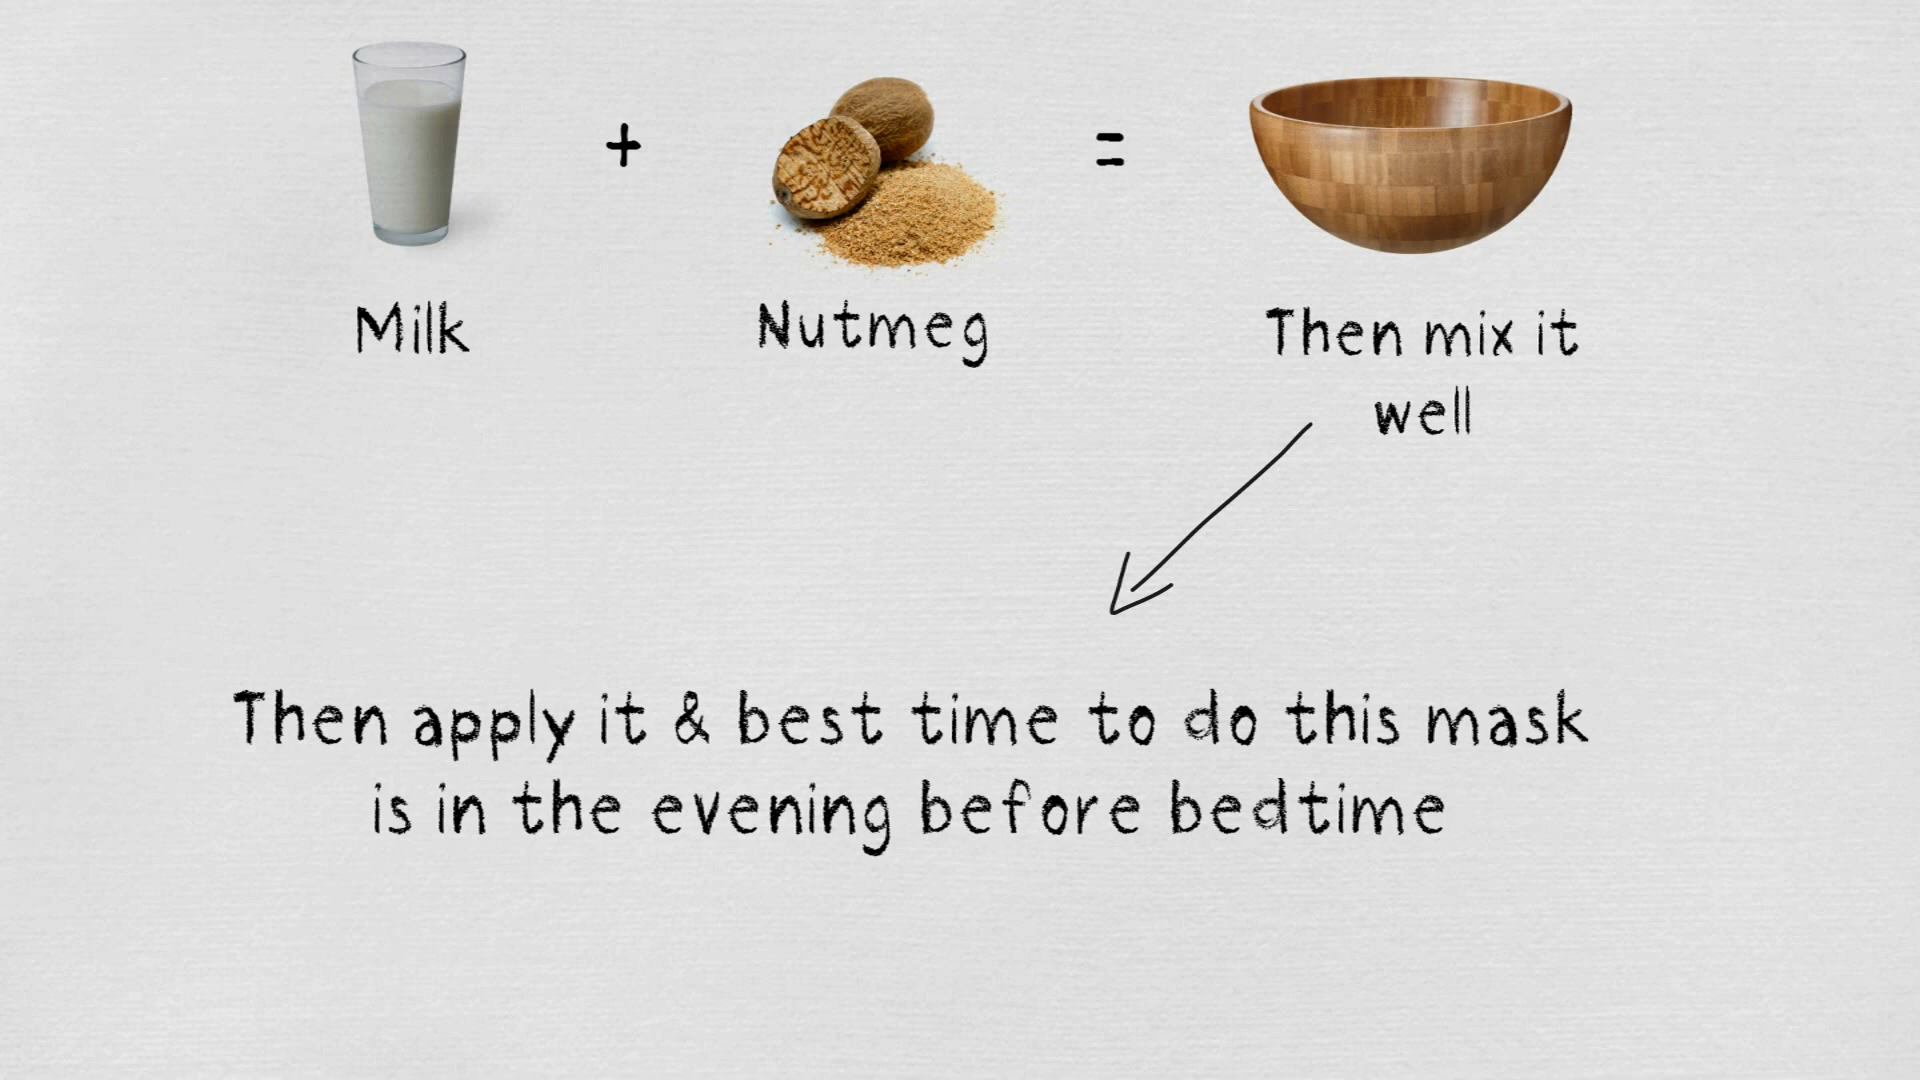 +
=
Milk
Nutmeg
Then mix it
well
Then apply it & best time to do this mask
is in the evening before bedtime